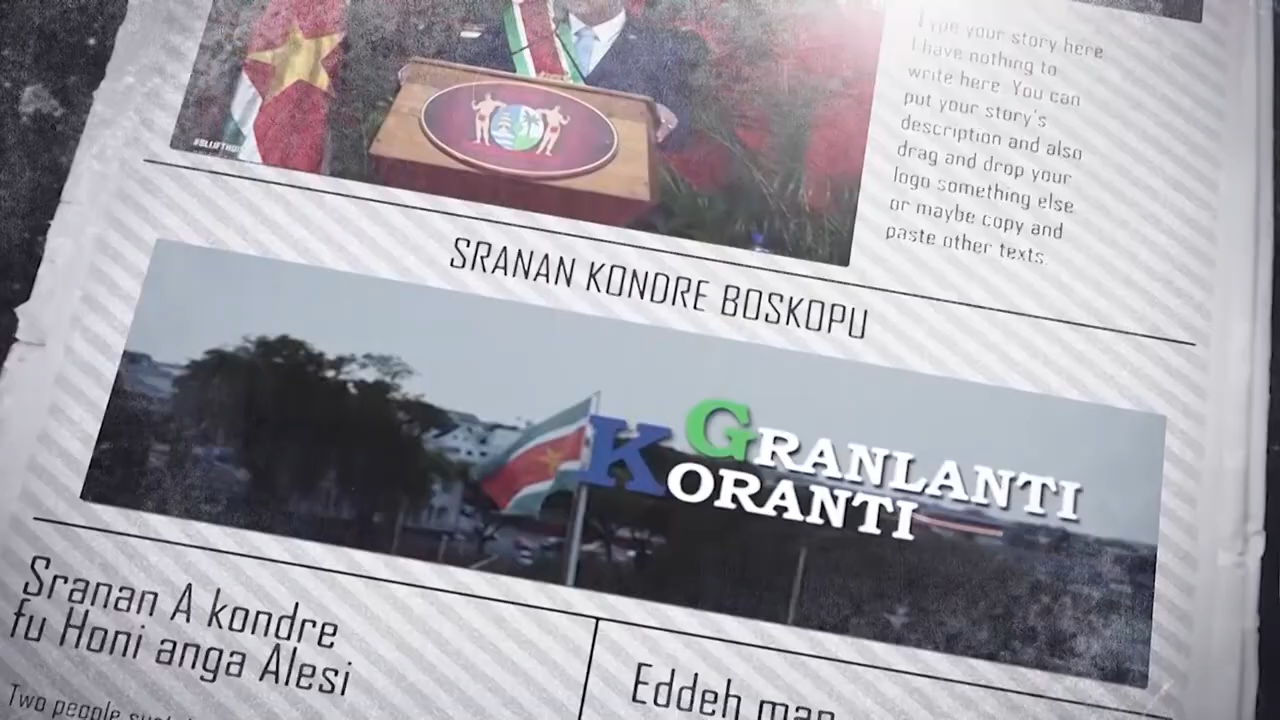 Type your story here
I have nothing to
write here. You can
put your story's
description and also
drag and drop your
logo something else
or maybe copy and
paste other texts.
SRANAN KONDRE BOSKOPU
GRANLANTI
KORANTI
Sranan A kondre
fu Honi anga Alesi
Two people
Eddeh man